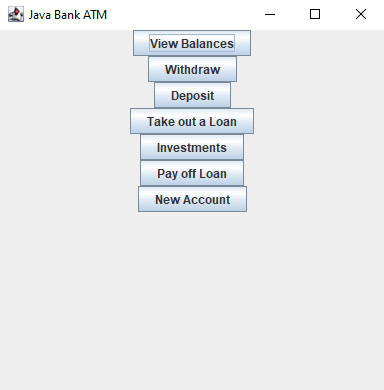 Java Bank ATM
View Balances
Withdraw
Deposit
Take out a Loan
Investments
Pay off Loan
New Account